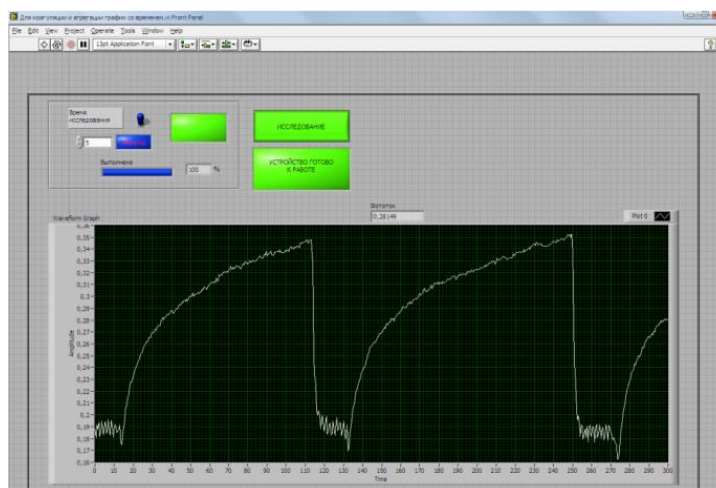 Для коагуляции и агрегации график со временем.vi Front Panel
File Edit View Project Operate Tools Window Help
13pt Application Font
Время
исследования
5
Выполнено
100 %
ИССЛЕДОВАНИЕ
УСТРОЙСТВО ГОТОВО
К РАБОТЕ
Фототок
0,28149
Waveform Graph
Plot 0
0,36
0,35
0,34
0,33
0,32
0,31
0,3
0,29
0,28
0,27
0,26
0,25
0,24
0,23
0,22
0,21
0,2
0,19
0,18
0,17
0,16
Amplitude
0 10 20 30 40 50 60 70 80 90 100 110 120 130 140 150 160 170 180 190 200 210 220 230 240 250 260 270 280 290 300
Time